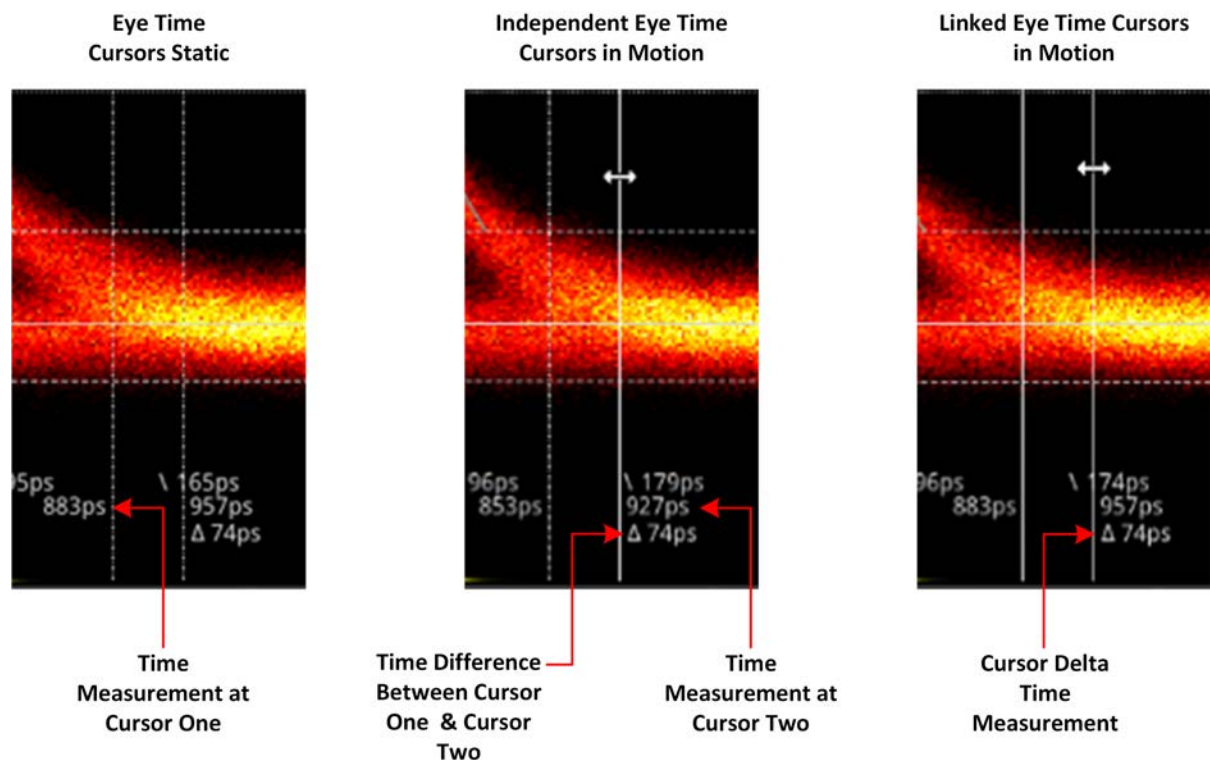 Eye Time
Cursors Static
Independent Eye Time
Cursors in Motion
Linked Eye Time Cursors
in Motion
95ps \ 165ps
883ps 957ps
Δ 74ps
96ps \ 179ps
853ps 927ps
Δ 74ps
96ps \ 174ps
883ps 957ps
Δ 74ps
Time
Measurement at
Cursor One
Time Difference
Between Cursor
One & Cursor
Two
Time
Measurement at
Cursor Two
Cursor Delta
Time
Measurement